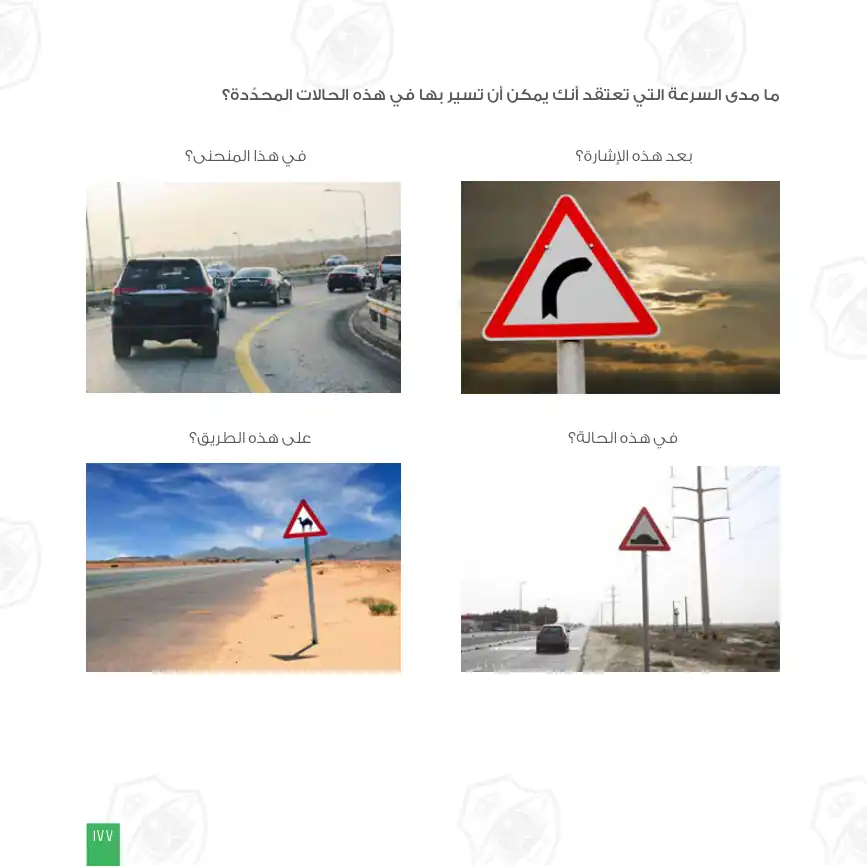 ما مدى السرعة التي تعتقد أنك يمكن أن تسير بها في هذه الحالات المحدّدة؟
بعد هذه الإشارة؟
في هذا المنحنى؟
في هذه الحالة؟
على هذه الطريق؟
١٧٧